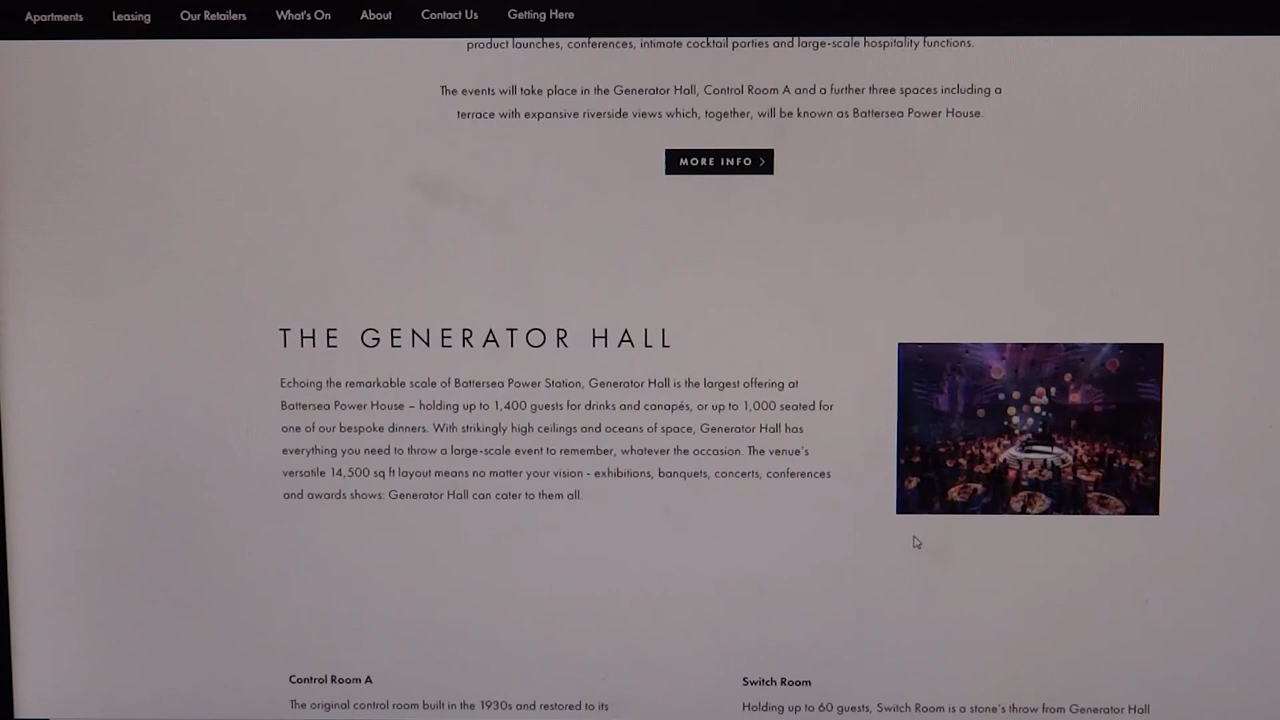 Apartments Leasing Our Retailers What's On About Contact Us Getting Here
product launches, conferences, intimate cocktail parties and large-scale hospitality functions.
The events will take place in the Generator Hall, Control Room A and a further three spaces including a
terrace with expansive riverside views which, together, will be known as Battersea Power House.
MORE INFO >
THE GENERATOR HALL
Echoing the remarkable scale of Battersea Power Station, Generator Hall is the largest offering at
Battersea Power House – holding up to 1,400 guests for drinks and canapés, or up to 1,000 seated for
one of our bespoke dinners. With strikingly high ceilings and oceans of space, Generator Hall has
everything you need to throw a large-scale event to remember, whatever the occasion. The venue's
versatile 14,500 sq ft layout means no matter your vision - exhibitions, banquets, concerts, conferences
and awards shows: Generator Hall can cater to them all.
Control Room A
The original control room built in the 1930s and restored to its
Switch Room
Holding up to 60 guests, Switch Room is a stone's throw from Generator Hall